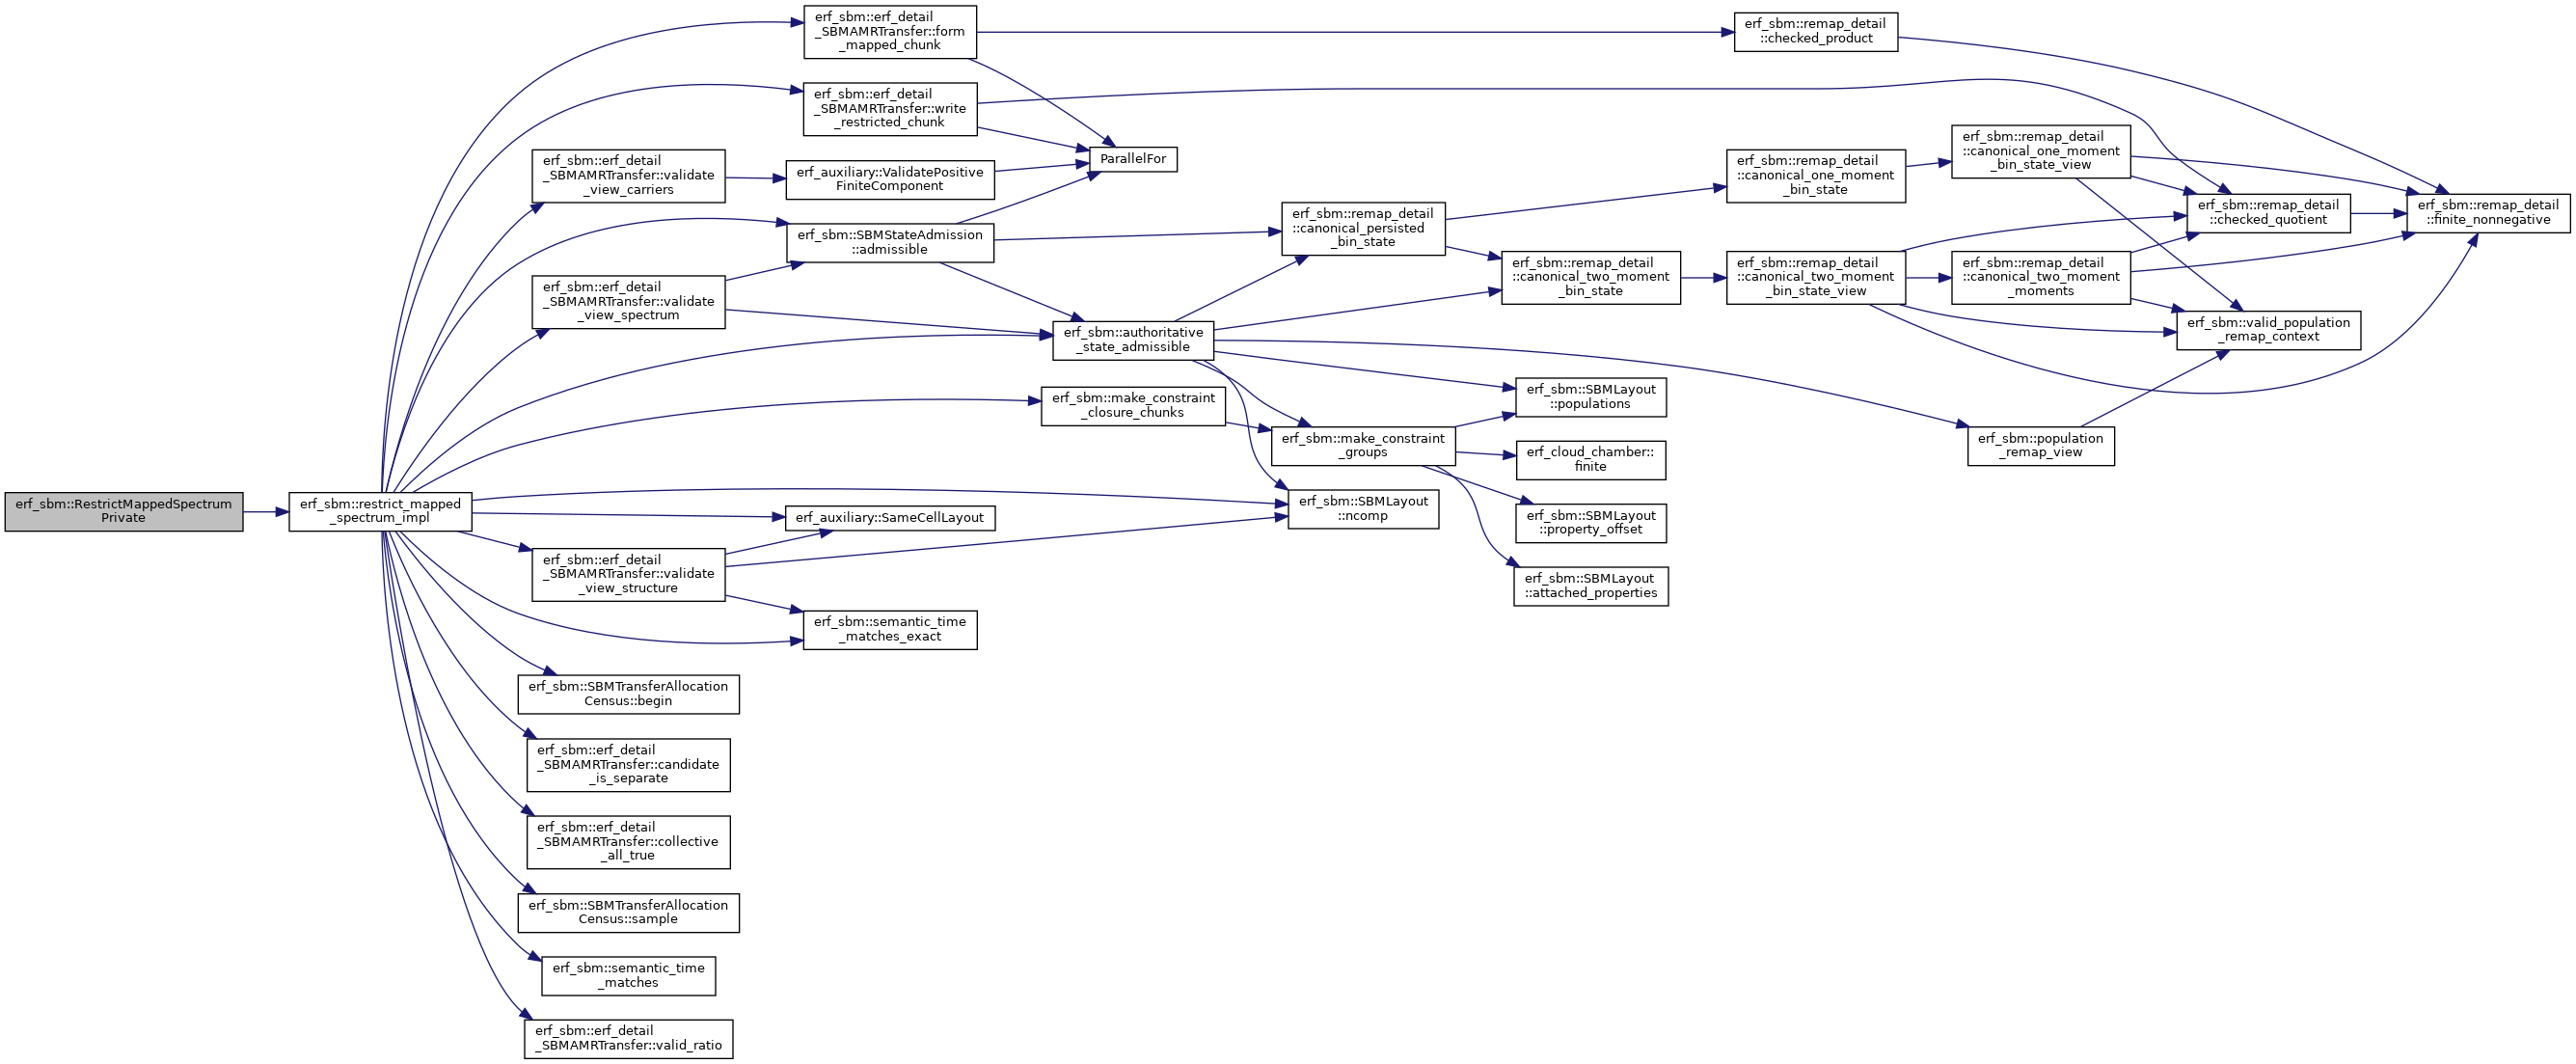 erf_sbm::RestrictMappedSpectrum
Private
erf_sbm::restrict_mapped
_spectrum_impl
erf_sbm::erf_detail
_SBMAMRTransfer::form
_mapped_chunk
erf_sbm::erf_detail
_SBMAMRTransfer::write
_restricted_chunk
erf_sbm::erf_detail
_SBMAMRTransfer::validate
_view_carriers
erf_auxiliary::ValidatePositive
FiniteComponent
erf_sbm::SBMStateAdmission
::admissible
erf_sbm::erf_detail
_SBMAMRTransfer::validate
_view_spectrum
erf_sbm::authoritative
_state_admissible
erf_sbm::make_constraint
_closure_chunks
erf_auxiliary::SameCellLayout
erf_sbm::erf_detail
_SBMAMRTransfer::validate
_view_structure
erf_sbm::semantic_time
_matches_exact
erf_sbm::SBMTransferAllocation
Census::begin
erf_sbm::erf_detail
_SBMAMRTransfer::candidate
_is_separate
erf_sbm::erf_detail
_SBMAMRTransfer::collective
_all_true
erf_sbm::SBMTransferAllocation
Census::sample
erf_sbm::semantic_time
_matches
erf_sbm::erf_detail
_SBMAMRTransfer::valid_ratio
ParallelFor
erf_sbm::remap_detail
::canonical_persisted
_bin_state
erf_sbm::make_constraint
_groups
erf_sbm::SBMLayout
::ncomp
erf_sbm::remap_detail
::canonical_two_moment
_bin_state
erf_sbm::SBMLayout
::populations
erf_cloud_chamber::
finite
erf_sbm::SBMLayout
::property_offset
erf_sbm::SBMLayout
::attached_properties
erf_sbm::remap_detail
::checked_product
erf_sbm::remap_detail
::canonical_one_moment
_bin_state
erf_sbm::remap_detail
::canonical_two_moment
_bin_state_view
erf_sbm::remap_detail
::canonical_one_moment
_bin_state_view
erf_sbm::remap_detail
::canonical_two_moment
_moments
erf_sbm::population
_remap_view
erf_sbm::remap_detail
::checked_quotient
erf_sbm::valid_population
_remap_context
erf_sbm::remap_detail
::finite_nonnegative